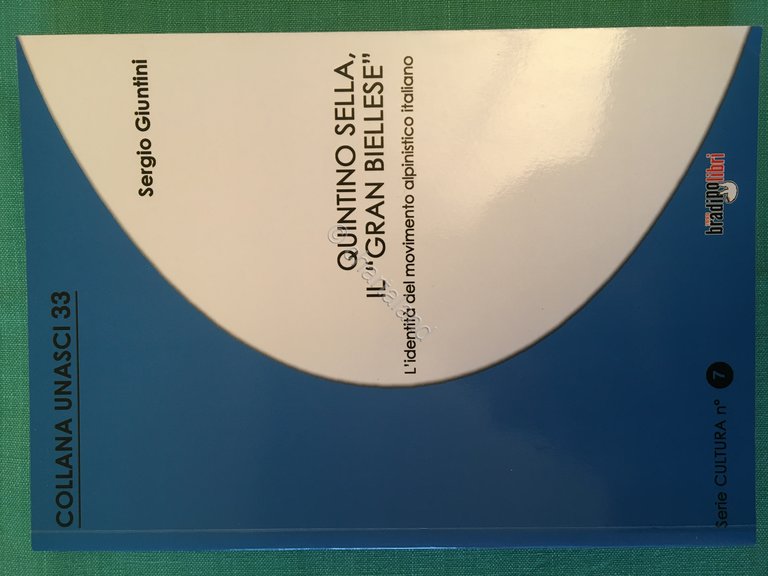 COLLANA UNASCI 33
Sergio Giuntini
QUINTINO SELLA,
IL "GRAN BIELLESE"
L'identità del movimento alpinistico italiano
Serie CULTURA n° 7
bradipolibri